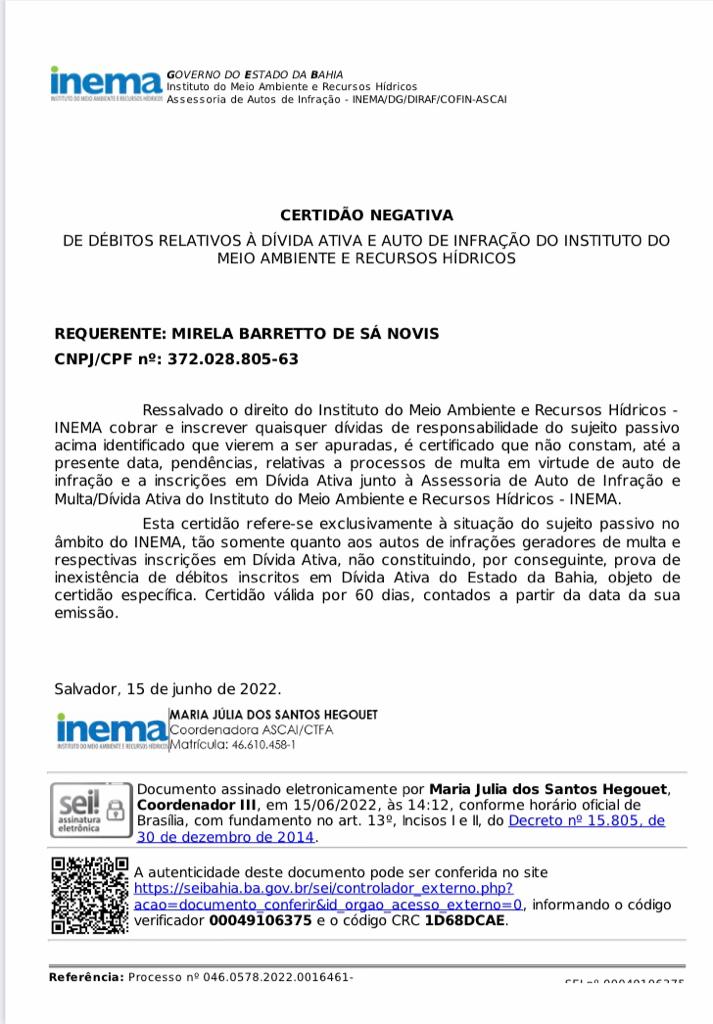 inema
INSTITUTO DO MEIO AMBIENTE E RECURSOS HÍDRICOS
GOVERNO DO ESTADO DA BAHIA
Instituto do Meio Ambiente e Recursos Hídricos
Assessoria de Autos de Infração - INEMA/DG/DIRAF/COFIN-ASCAI
CERTIDÃO NEGATIVA
DE DÉBITOS RELATIVOS À DÍVIDA ATIVA E AUTO DE INFRAÇÃO DO INSTITUTO DO
MEIO AMBIENTE E RECURSOS HÍDRICOS
REQUERENTE: MIRELA BARRETTO DE SÁ NOVIS
CNPJ/CPF nº: 372.028.805-63
Ressalvado o direito do Instituto do Meio Ambiente e Recursos Hídricos -
INEMA cobrar e inscrever quaisquer dívidas de responsabilidade do sujeito passivo
acima identificado que vierem a ser apuradas, é certificado que não constam, até a
presente data, pendências, relativas a processos de multa em virtude de auto de
infração e a inscrições em Dívida Ativa junto à Assessoria de Auto de Infração e
Multa/Dívida Ativa do Instituto do Meio Ambiente e Recursos Hídricos - INEMA.
Esta certidão refere-se exclusivamente à situação do sujeito passivo no
âmbito do INEMA, tão somente quanto aos autos de infrações geradores de multa e
respectivas inscrições em Dívida Ativa, não constituindo, por conseguinte, prova de
inexistência de débitos inscritos em Dívida Ativa do Estado da Bahia, objeto de
certidão específica. Certidão válida por 60 dias, contados a partir da data da sua
emissão.
Salvador, 15 de junho de 2022.
inema
INSTITUTO DO MEIO AMBIENTE E RECURSOS HÍDRICOS
MARIA JÚLIA DOS SANTOS HEGOUET
Coordenadora ASCAI/CTFA
Matrícula: 46.610.458-1
sei!
assinatura
eletrônica
Documento assinado eletronicamente por Maria Julia dos Santos Hegouet,
Coordenador III, em 15/06/2022, às 14:12, conforme horário oficial de
Brasília, com fundamento no art. 13º, Incisos I e II, do Decreto nº 15.805, de
30 de dezembro de 2014.
A autenticidade deste documento pode ser conferida no site
https://seibahia.ba.gov.br/sei/controlador_externo.php?
acao=documento_conferir&id_orgao_acesso_externo=0, informando o código
verificador 00049106375 e o código CRC 1D68DCAE.
Referência: Processo nº 046.0578.2022.0016461-
SEI nº 00049106375